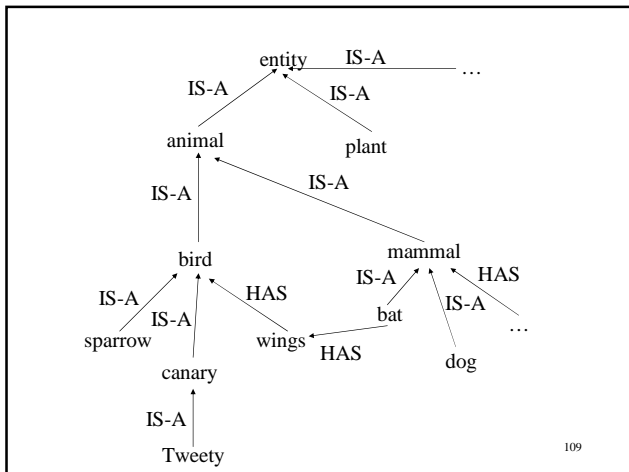 entity IS-A …
IS-A IS-A
animal plant
IS-A IS-A
bird mammal
IS-A IS-A HAS IS-A IS-A HAS
sparrow wings bat …
HAS dog
canary
IS-A
Tweety
109